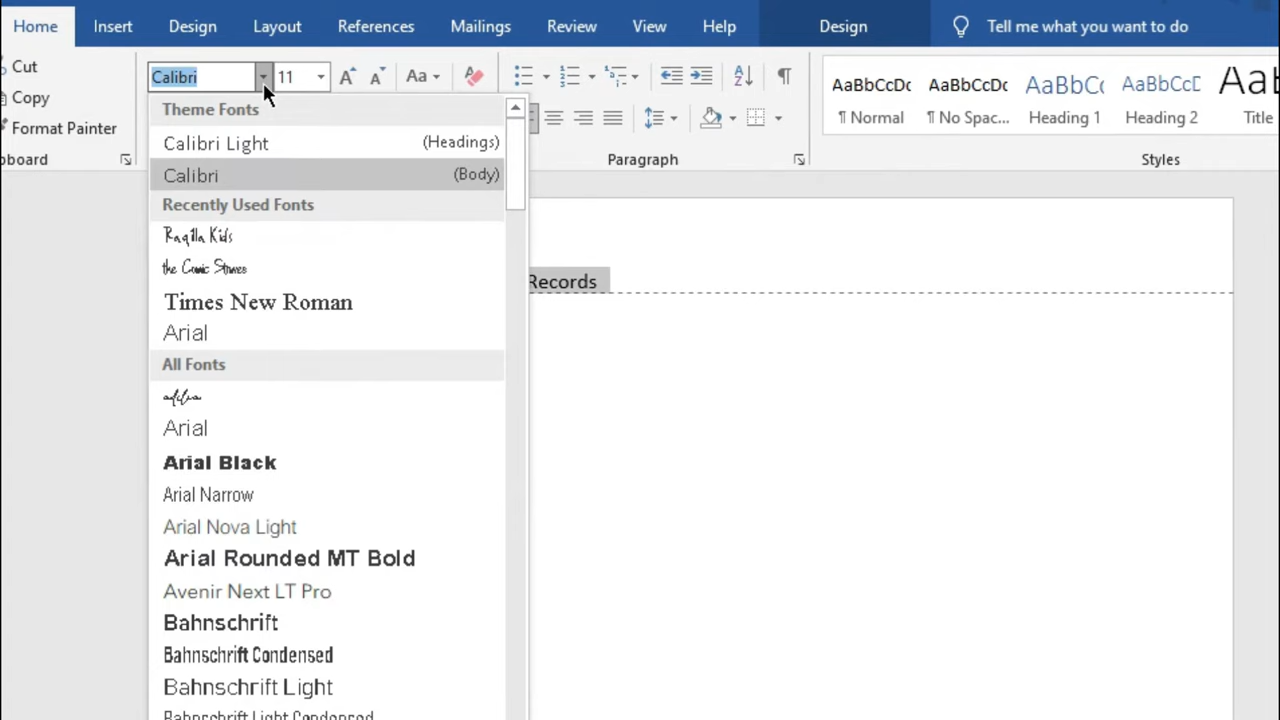 Home Insert Design Layout References Mailings Review View Help Design Tell me what you want to do
Cut
Copy
Format Painter
board
Calibri 11 Aa
Paragraph
AaBbCcDc AaBbCcDc AaBbCc AaBbCcD AaB
¶ Normal ¶ No Spac... Heading 1 Heading 2 Title
Styles
Theme Fonts
Calibri Light (Headings)
Calibri (Body)
Recently Used Fonts
Raqilla Kids
the Comic Stroves
Times New Roman
Arial
All Fonts
Arial
Arial Black
Arial Narrow
Arial Nova Light
Arial Rounded MT Bold
Avenir Next LT Pro
Bahnschrift
Bahnschrift Condensed
Bahnschrift Light
Bahnschrift Light Condensed
Records